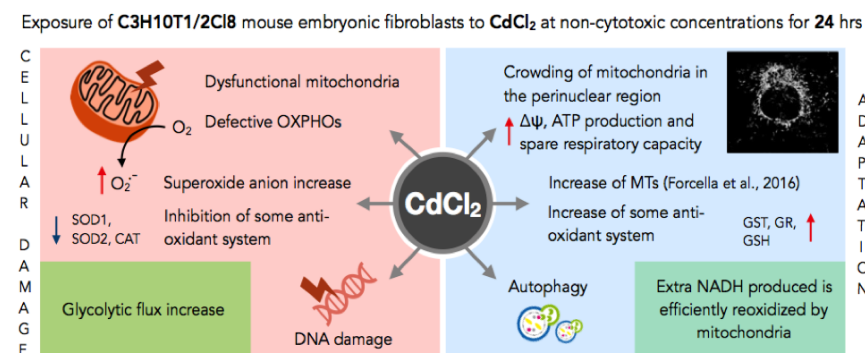 Exposure of C3H10T1/2Cl8 mouse embryonic fibroblasts to CdCl₂ at non-cytotoxic concentrations for 24 hrs
CELLULAR DAMAGE
Dysfunctional mitochondria
Defective OXPHOs
O₂
O₂·⁻
Superoxide anion increase
SOD1,
SOD2, CAT
Inhibition of some anti-
oxidant system
Glycolytic flux increase
DNA damage
CdCl₂
Crowding of mitochondria in
the perinuclear region
Δψ, ATP production and
spare respiratory capacity
Increase of MTs (Forcella et al., 2016)
Increase of some anti-
oxidant system
GST, GR,
GSH
Autophagy
Extra NADH produced is
efficiently reoxidized by
mitochondria
ADAPTATION